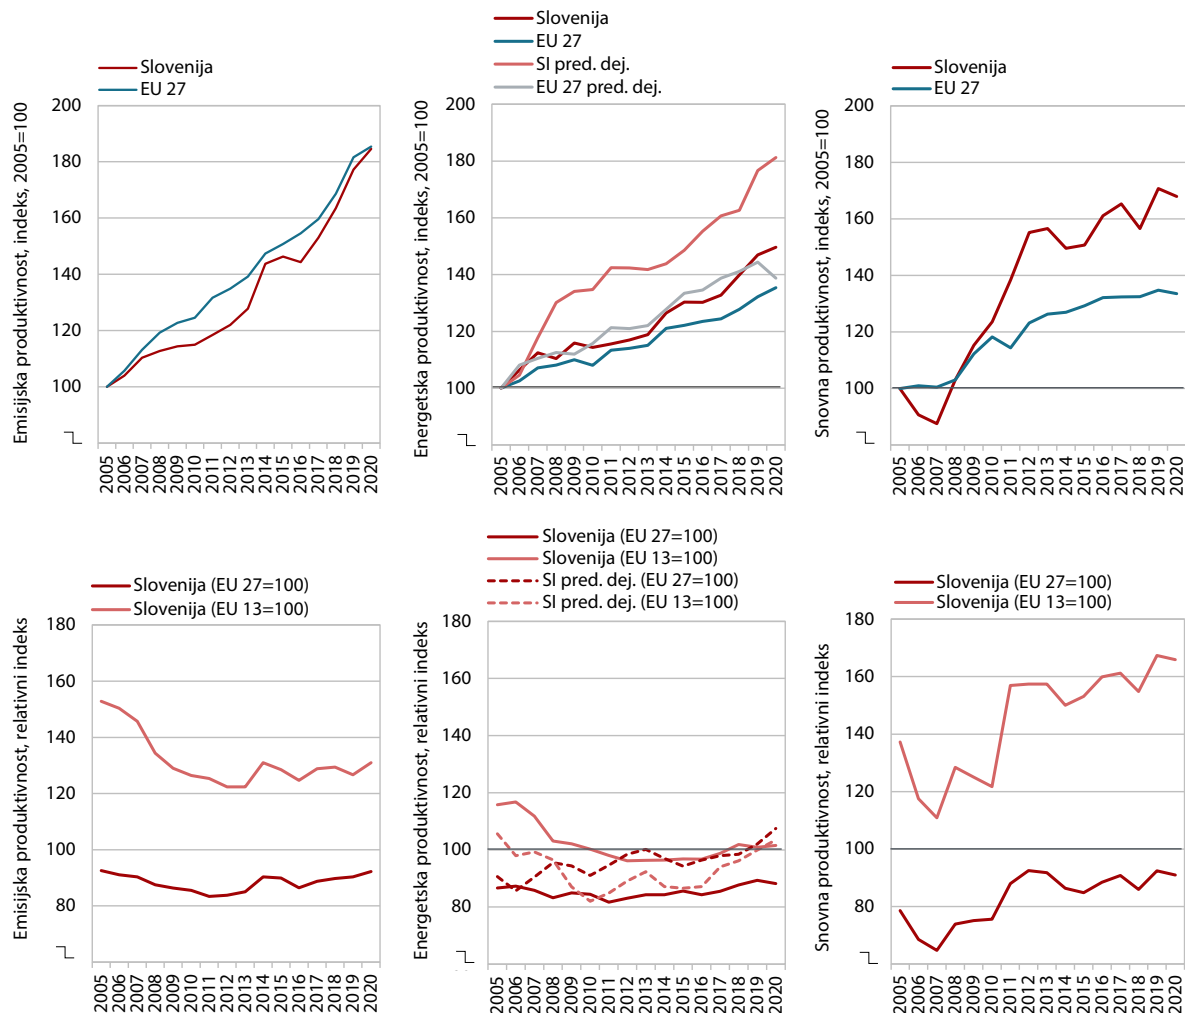 Slovenija
EU 27
Emisijska produktivnost, indeks, 2005=100
200
180
160
140
120
100
2005 2006 2007 2008 2009 2010 2011 2012 2013 2014 2015 2016 2017 2018 2019 2020
Slovenija
EU 27
SI pred. dej.
EU 27 pred. dej.
Energetska produktivnost, indeks, 2005=100
200
180
160
140
120
100
2005 2006 2007 2008 2009 2010 2011 2012 2013 2014 2015 2016 2017 2018 2019 2020
Slovenija
EU 27
Snovna produktivnost, indeks, 2005=100
200
180
160
140
120
100
2005 2006 2007 2008 2009 2010 2011 2012 2013 2014 2015 2016 2017 2018 2019 2020
Slovenija (EU 27=100)
Slovenija (EU 13=100)
Emisijska produktivnost, relativni indeks
180
160
140
120
100
80
2005 2006 2007 2008 2009 2010 2011 2012 2013 2014 2015 2016 2017 2018 2019 2020
Slovenija (EU 27=100)
Slovenija (EU 13=100)
SI pred. dej. (EU 27=100)
SI pred. dej. (EU 13=100)
Energetska produktivnost, relativni indeks
180
160
140
120
100
80
2005 2006 2007 2008 2009 2010 2011 2012 2013 2014 2015 2016 2017 2018 2019 2020
Slovenija (EU 27=100)
Slovenija (EU 13=100)
Snovna produktivnost, relativni indeks
180
160
140
120
100
80
2005 2006 2007 2008 2009 2010 2011 2012 2013 2014 2015 2016 2017 2018 2019 2020